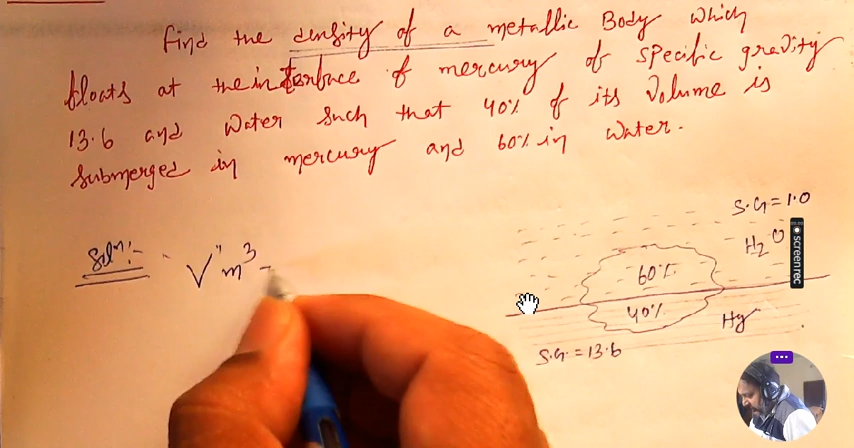 Find the density of a metallic Body which
floats at the interface of mercury of specific gravity
13.6 and water such that 40% of its volume is
submerged in mercury and 60% in water.
S.G = 1.0
H2O
screenrec
Soln:-
V" m³ -
60%
40%
Hg
S.G. = 13.6